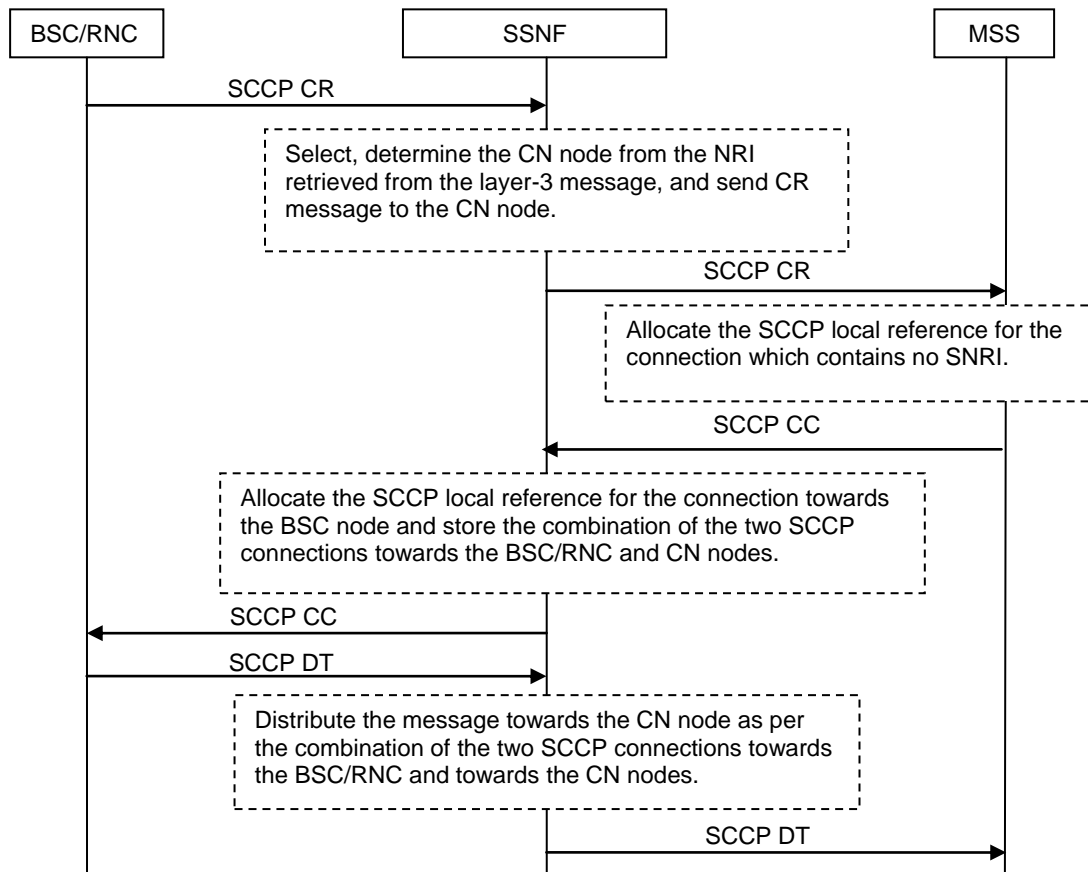 BSC/RNC
SSNF
MSS
SCCP CR
Select, determine the CN node from the NRI
retrieved from the layer-3 message, and send CR
message to the CN node.
SCCP CR
Allocate the SCCP local reference for the
connection which contains no SNRI.
SCCP CC
Allocate the SCCP local reference for the connection towards
the BSC node and store the combination of the two SCCP
connections towards the BSC/RNC and CN nodes.
SCCP CC
SCCP DT
Distribute the message towards the CN node as per
the combination of the two SCCP connections towards
the BSC/RNC and towards the CN nodes.
SCCP DT